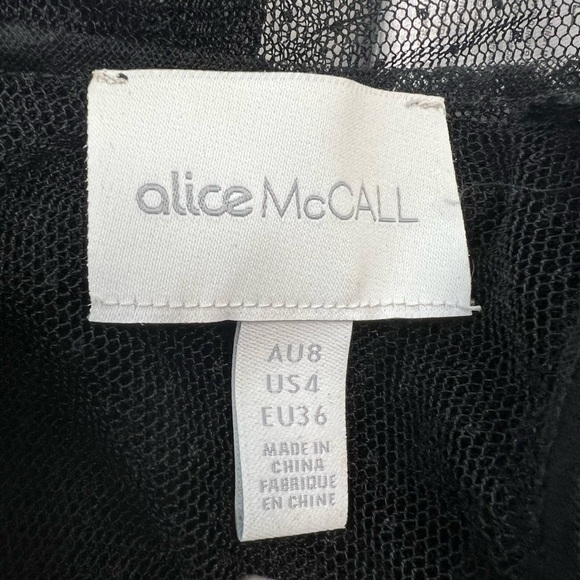 alice McCALL
AU8
US4
EU36
MADE IN
CHINA
FABRIQUE
EN CHINE